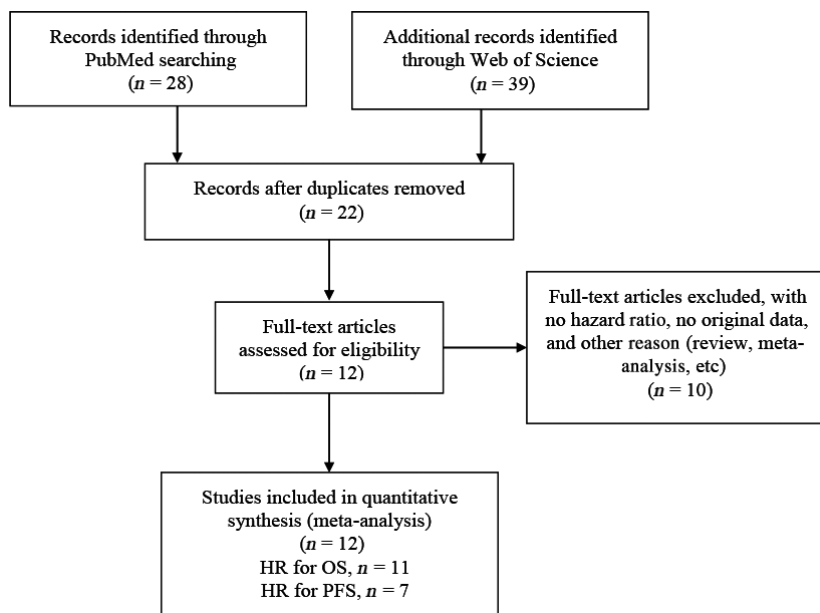 Records identified through
PubMed searching
(n = 28)
Additional records identified
through Web of Science
(n = 39)
Records after duplicates removed
(n = 22)
Full-text articles
assessed for eligibility
(n = 12)
Full-text articles excluded, with
no hazard ratio, no original data,
and other reason (review, meta-
analysis, etc)
(n = 10)
Studies included in quantitative
synthesis (meta-analysis)
(n = 12)
HR for OS, n = 11
HR for PFS, n = 7